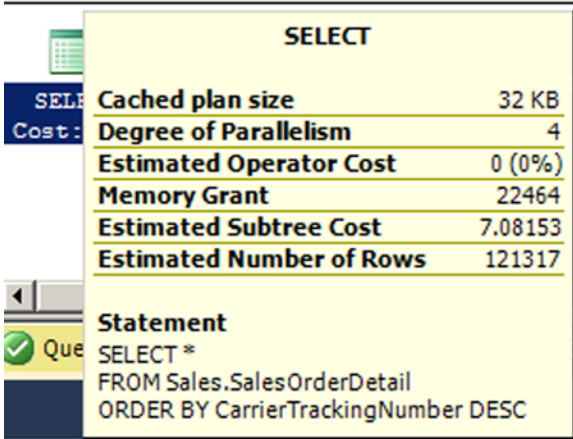 SELECT
SELE
Cost:
Cached plan size 32 KB
Degree of Parallelism 4
Estimated Operator Cost 0 (0%)
Memory Grant 22464
Estimated Subtree Cost 7.08153
Estimated Number of Rows 121317
Statement
Que
SELECT *
FROM Sales.SalesOrderDetail
ORDER BY CarrierTrackingNumber DESC